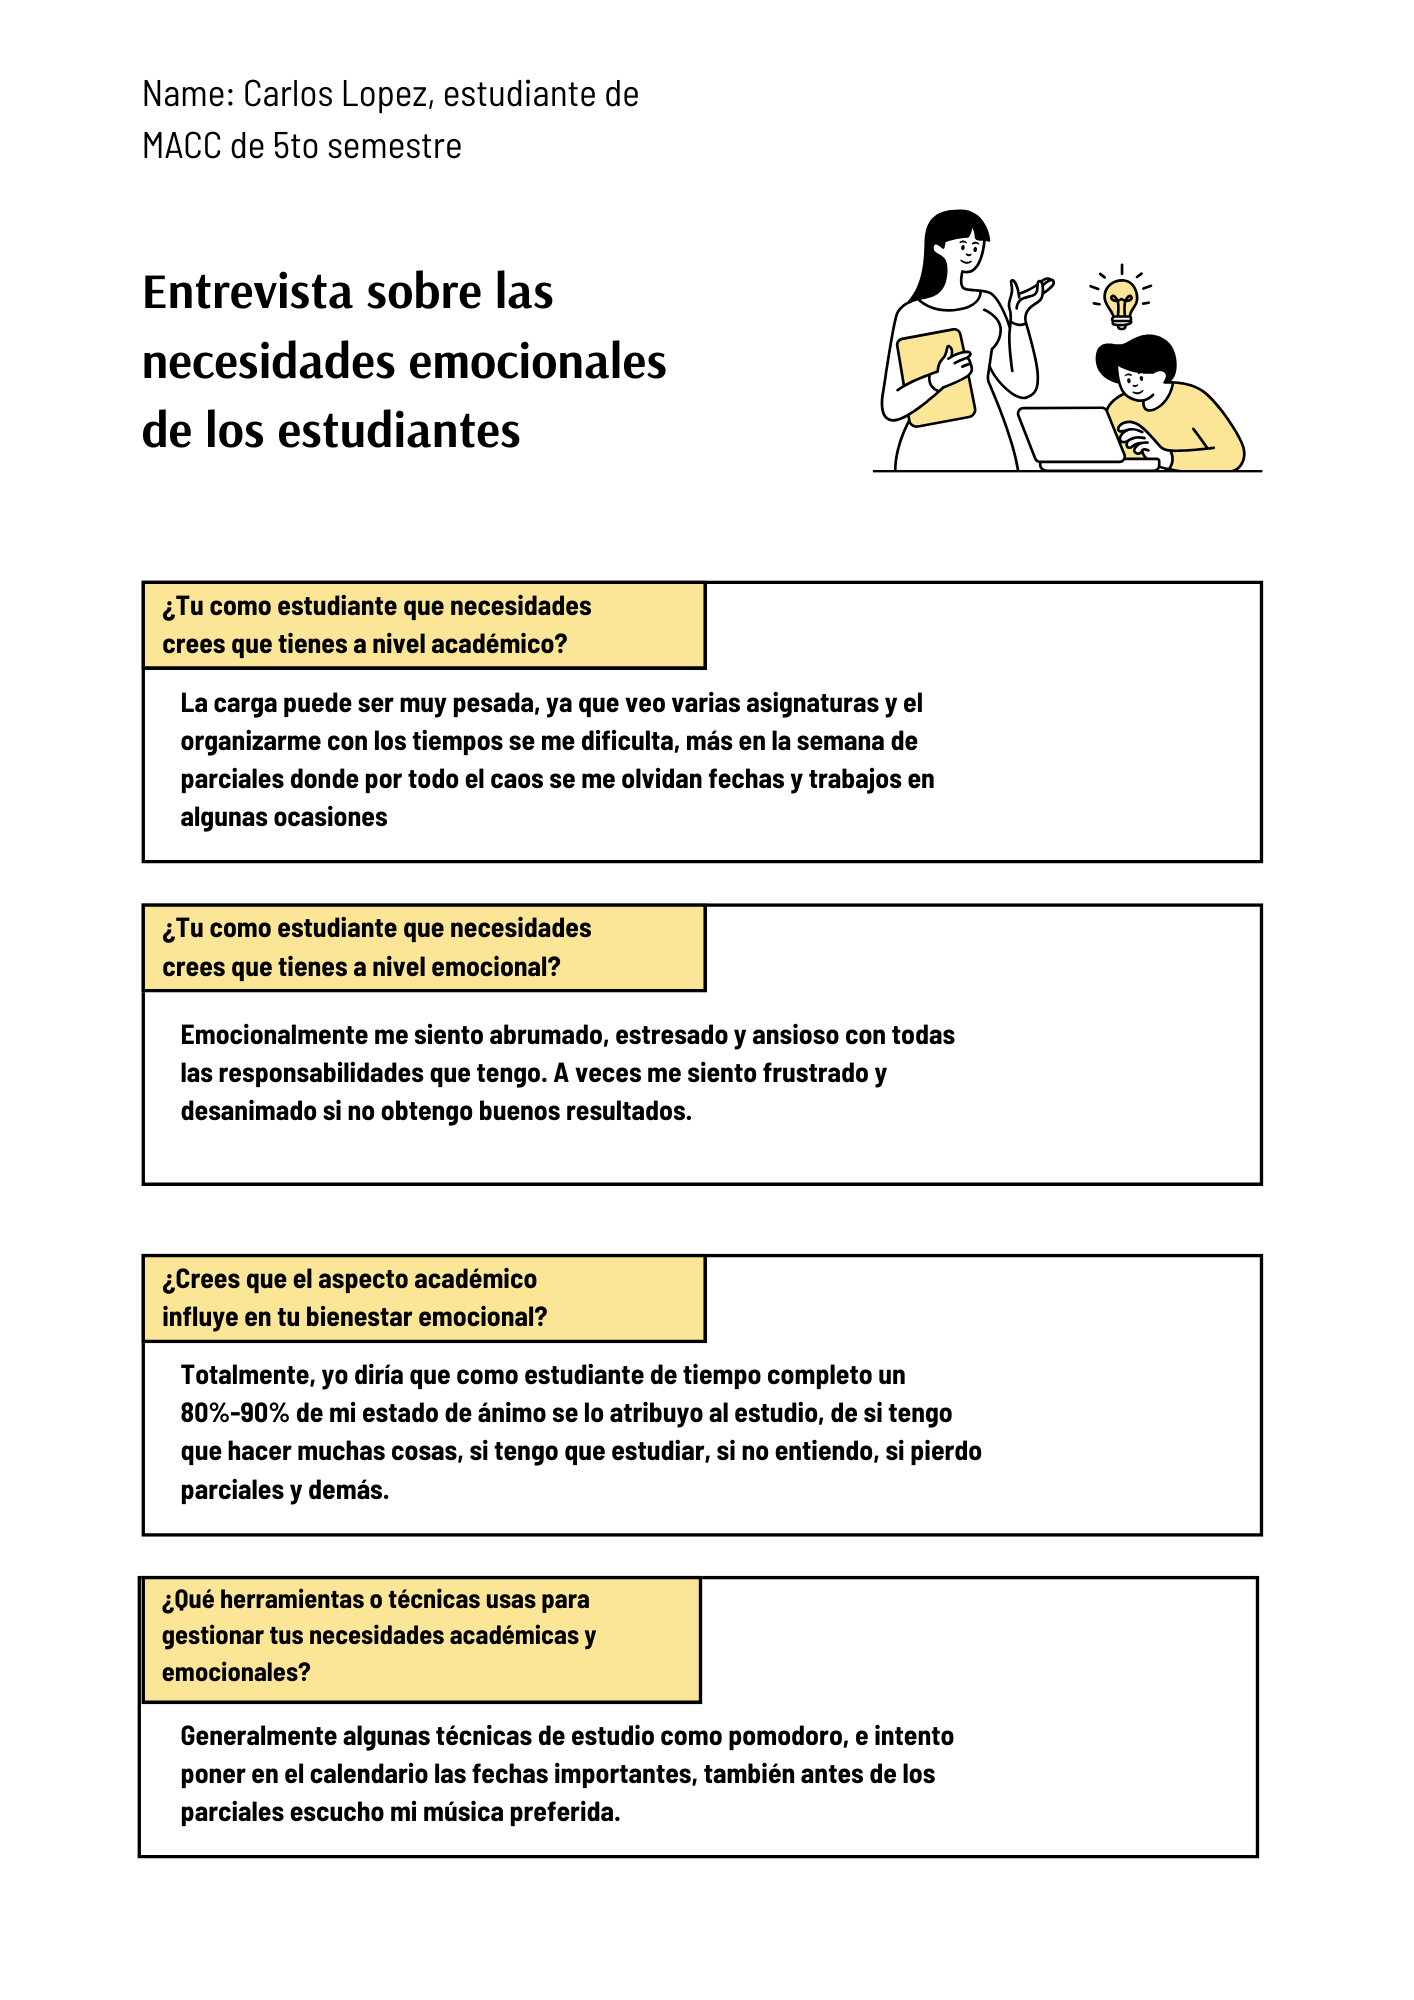 Name: Carlos Lopez, estudiante de
MACC de 5to semestre
Entrevista sobre las
necesidades emocionales
de los estudiantes
¿Tu como estudiante que necesidades
crees que tienes a nivel académico?
La carga puede ser muy pesada, ya que veo varias asignaturas y el
organizarme con los tiempos se me dificulta, más en la semana de
parciales donde por todo el caos se me olvidan fechas y trabajos en
algunas ocasiones
¿Tu como estudiante que necesidades
crees que tienes a nivel emocional?
Emocionalmente me siento abrumado, estresado y ansioso con todas
las responsabilidades que tengo. A veces me siento frustrado y
desanimado si no obtengo buenos resultados.
¿Crees que el aspecto académico
influye en tu bienestar emocional?
Totalmente, yo diría que como estudiante de tiempo completo un
80%-90% de mi estado de ánimo se lo atribuyo al estudio, de si tengo
que hacer muchas cosas, si tengo que estudiar, si no entiendo, si pierdo
parciales y demás.
¿Qué herramientas o técnicas usas para
gestionar tus necesidades académicas y
emocionales?
Generalmente algunas técnicas de estudio como pomodoro, e intento
poner en el calendario las fechas importantes, también antes de los
parciales escucho mi música preferida.